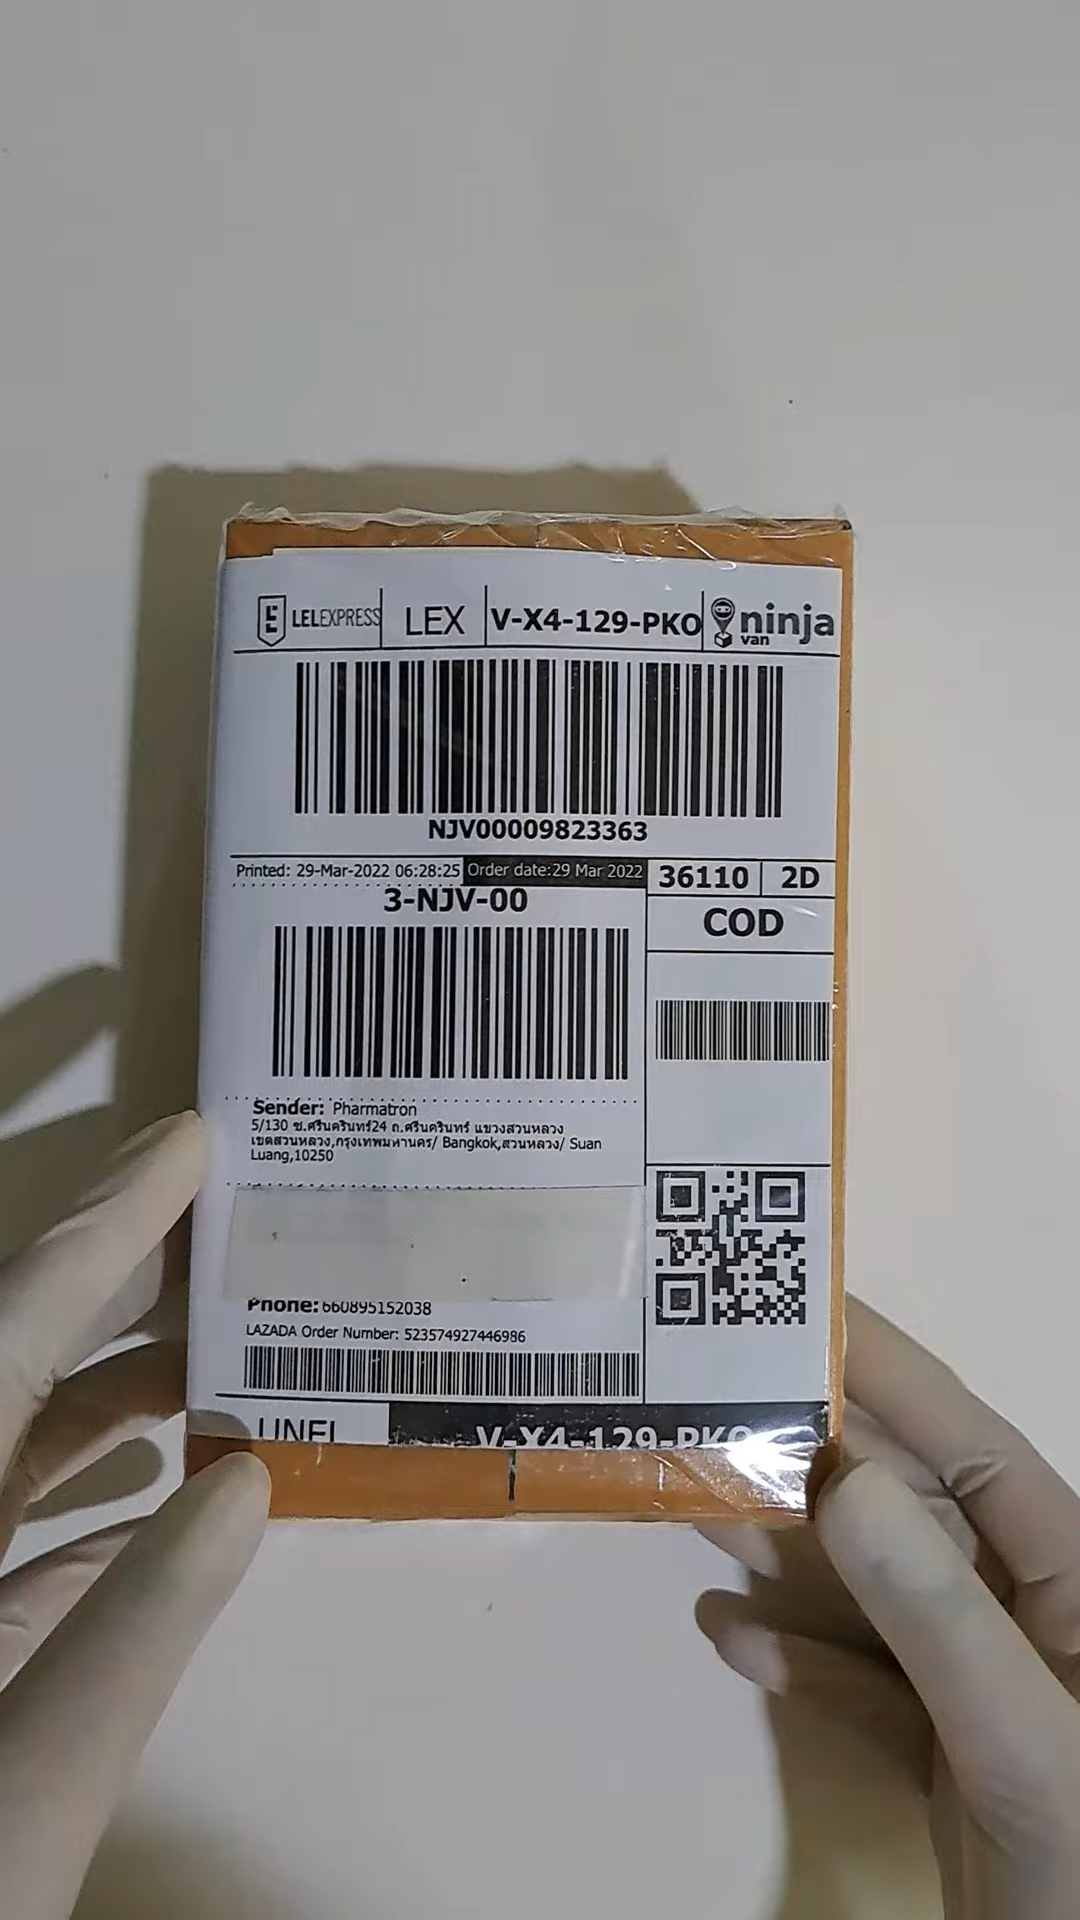 LELEXPRESS
LEX
V-X4-129-PKO
ninja
van
NJV00009823363
Printed: 29-Mar-2022 06:28:25
Order date:29 Mar 2022
36110
2D
3-NJV-00
COD
Sender: Pharmatron
5/130 ซ.ศรีนครินทร์24 ถ.ศรีนครินทร์ แขวงสวนหลวง
เขตสวนหลวง,กรุงเทพมหานคร/ Bangkok,สวนหลวง/ Suan
Luang,10250
Phone: 660895152038
LAZADA Order Number: 523574927446986
V-X4-129-PKO